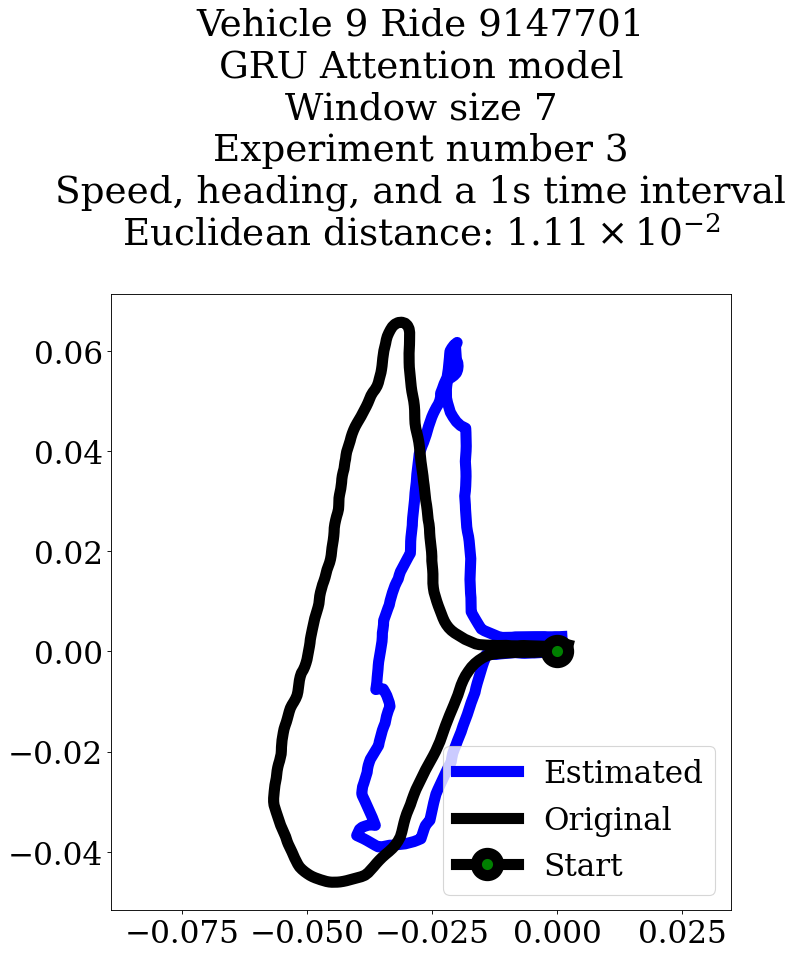 Vehicle 9 Ride 9147701
GRU Attention model
Window size 7
Experiment number 3
Speed, heading, and a 1s time interval
Euclidean distance: 1.11 × 10⁻²
0.06
0.04
0.02
0.00
−0.02
−0.04
Estimated
Original
Start
−0.075 −0.050 −0.025 0.000 0.025